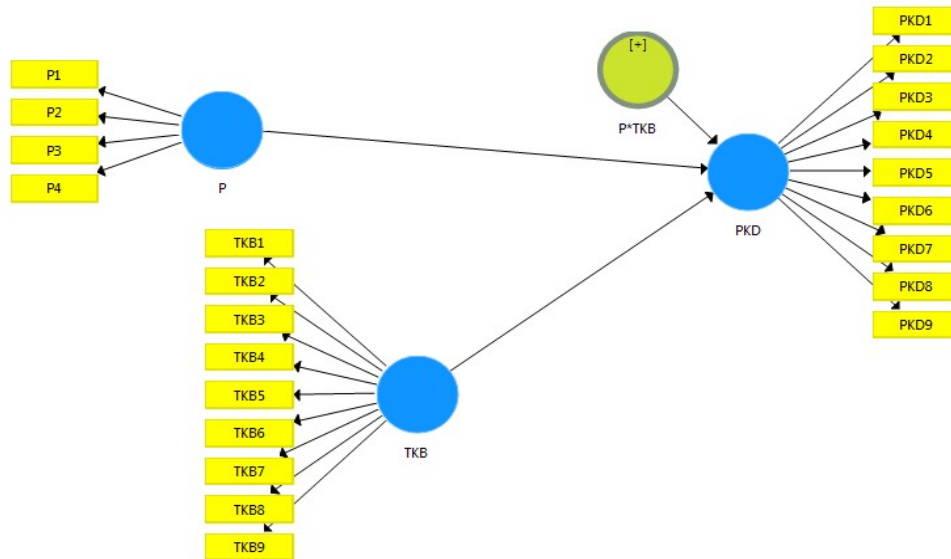 P1
P2
P3
P4
P
[+]
P*TKB
PKD1
PKD2
PKD3
PKD4
PKD5
PKD6
PKD7
PKD8
PKD9
PKD
TKB1
TKB2
TKB3
TKB4
TKB5
TKB6
TKB7
TKB8
TKB9
TKB